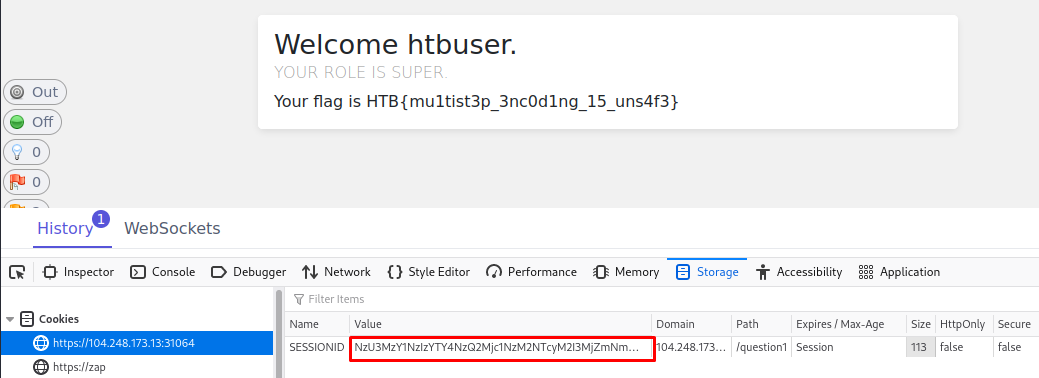 Welcome htbuser.
YOUR ROLE IS SUPER.
Your flag is HTB{mu1tist3p_3nc0d1ng_15_uns4f3}
Out
Off
0
0
History 1 WebSockets
Inspector Console Debugger Network Style Editor Performance Memory Storage Accessibility Application
Filter Items
Cookies
https://104.248.173.13:31064
https://zap
Name Value Domain Path Expires / Max-Age Size HttpOnly Secure
SESSIONID NzU3MzY1NzIzYTY4NzQ2Mjc1NzM2NTcyM2I3MjZmNm... 104.248.173... /question1 Session 113 false false